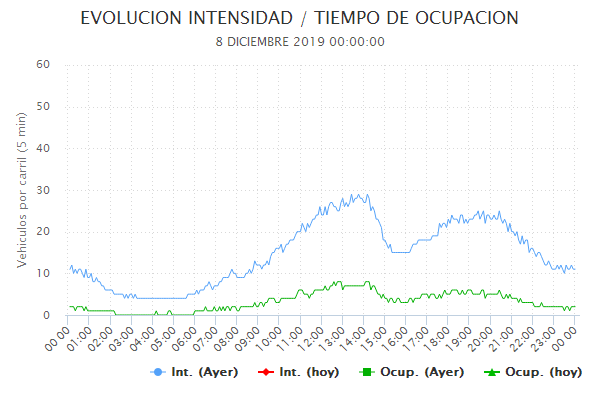 EVOLUCION INTENSIDAD / TIEMPO DE OCUPACION
8 DICIEMBRE 2019 00:00:00
Vehiculos por carril (5 min)
60
50
40
30
20
10
0
00:00 01:00 02:00 03:00 04:00 05:00 06:00 07:00 08:00 09:00 10:00 11:00 12:00 13:00 14:00 15:00 16:00 17:00 18:00 19:00 20:00 21:00 22:00 23:00 00:00
Int. (Ayer) Int. (hoy) Ocup. (Ayer) Ocup. (hoy)